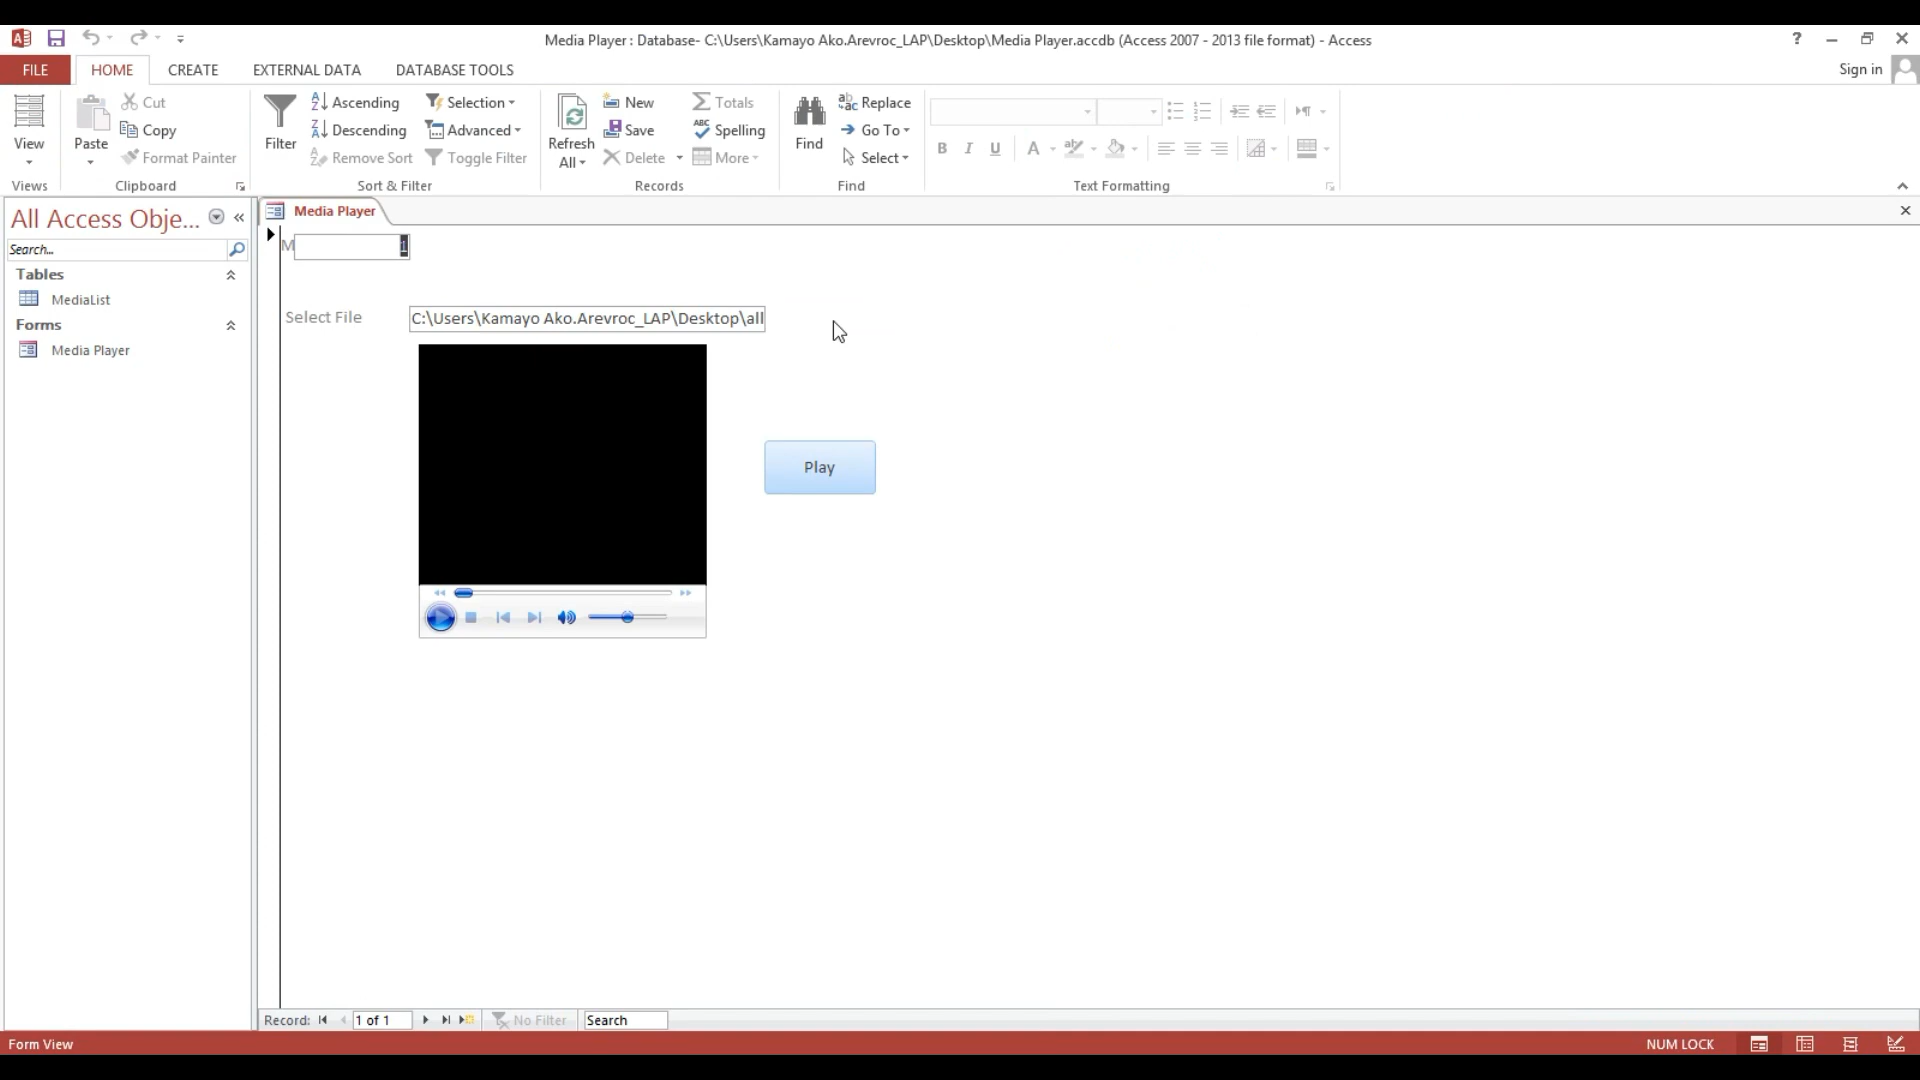 Media Player : Database- C:\Users\Kamayo Ako.Arevroc_LAP\Desktop\Media Player.accdb (Access 2007 - 2013 file format) - Access
?
FILE HOME CREATE EXTERNAL DATA DATABASE TOOLS Sign in
View Paste Cut Copy Format Painter
Filter Ascending Descending Remove Sort Selection Advanced Toggle Filter
Refresh All New Save Delete Totals Spelling More
Find Replace Go To Select
B I U A
Views Clipboard Sort & Filter Records Find Text Formatting
All Access Obje...
Search...
Tables
MediaList
Forms
Media Player
Media Player
M 1
Select File C:\Users\Kamayo Ako.Arevroc_LAP\Desktop\all
Play
Record: 1 of 1 No Filter Search
Form View NUM LOCK